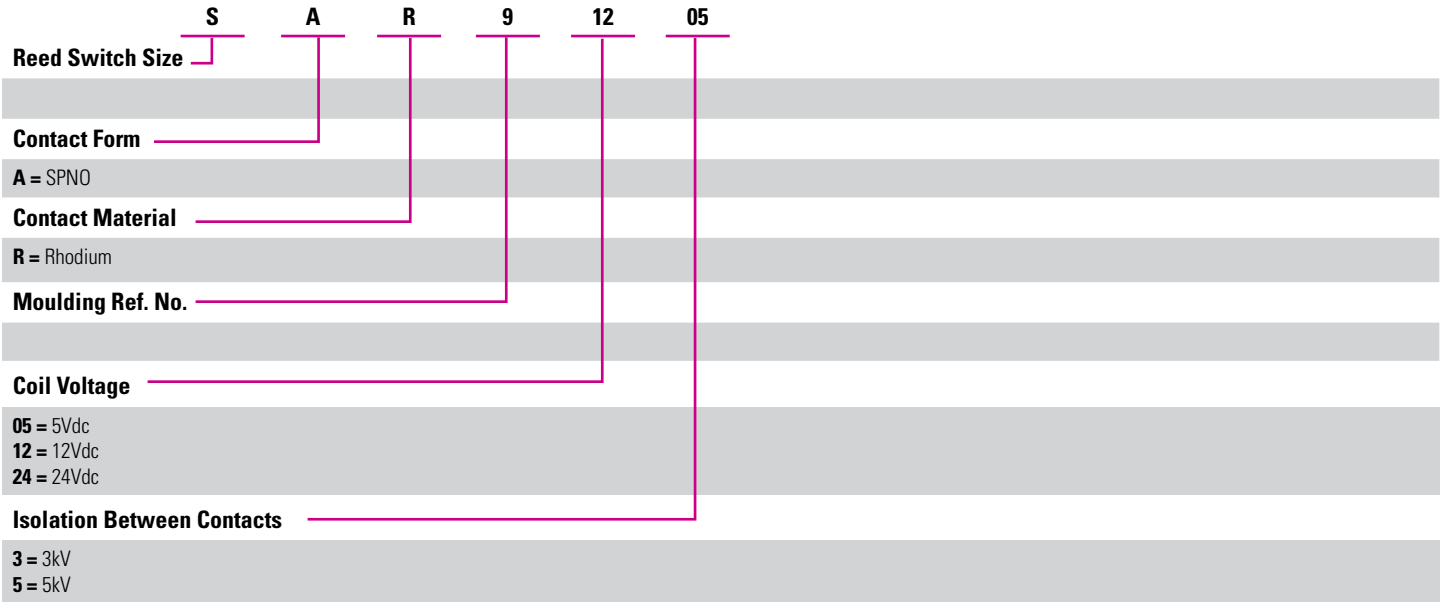 S A R 9 12 05
Reed Switch Size
Contact Form
A = SPNO
Contact Material
R = Rhodium
Moulding Ref. No.
Coil Voltage
05 = 5Vdc
12 = 12Vdc
24 = 24Vdc
Isolation Between Contacts
3 = 3kV
5 = 5kV